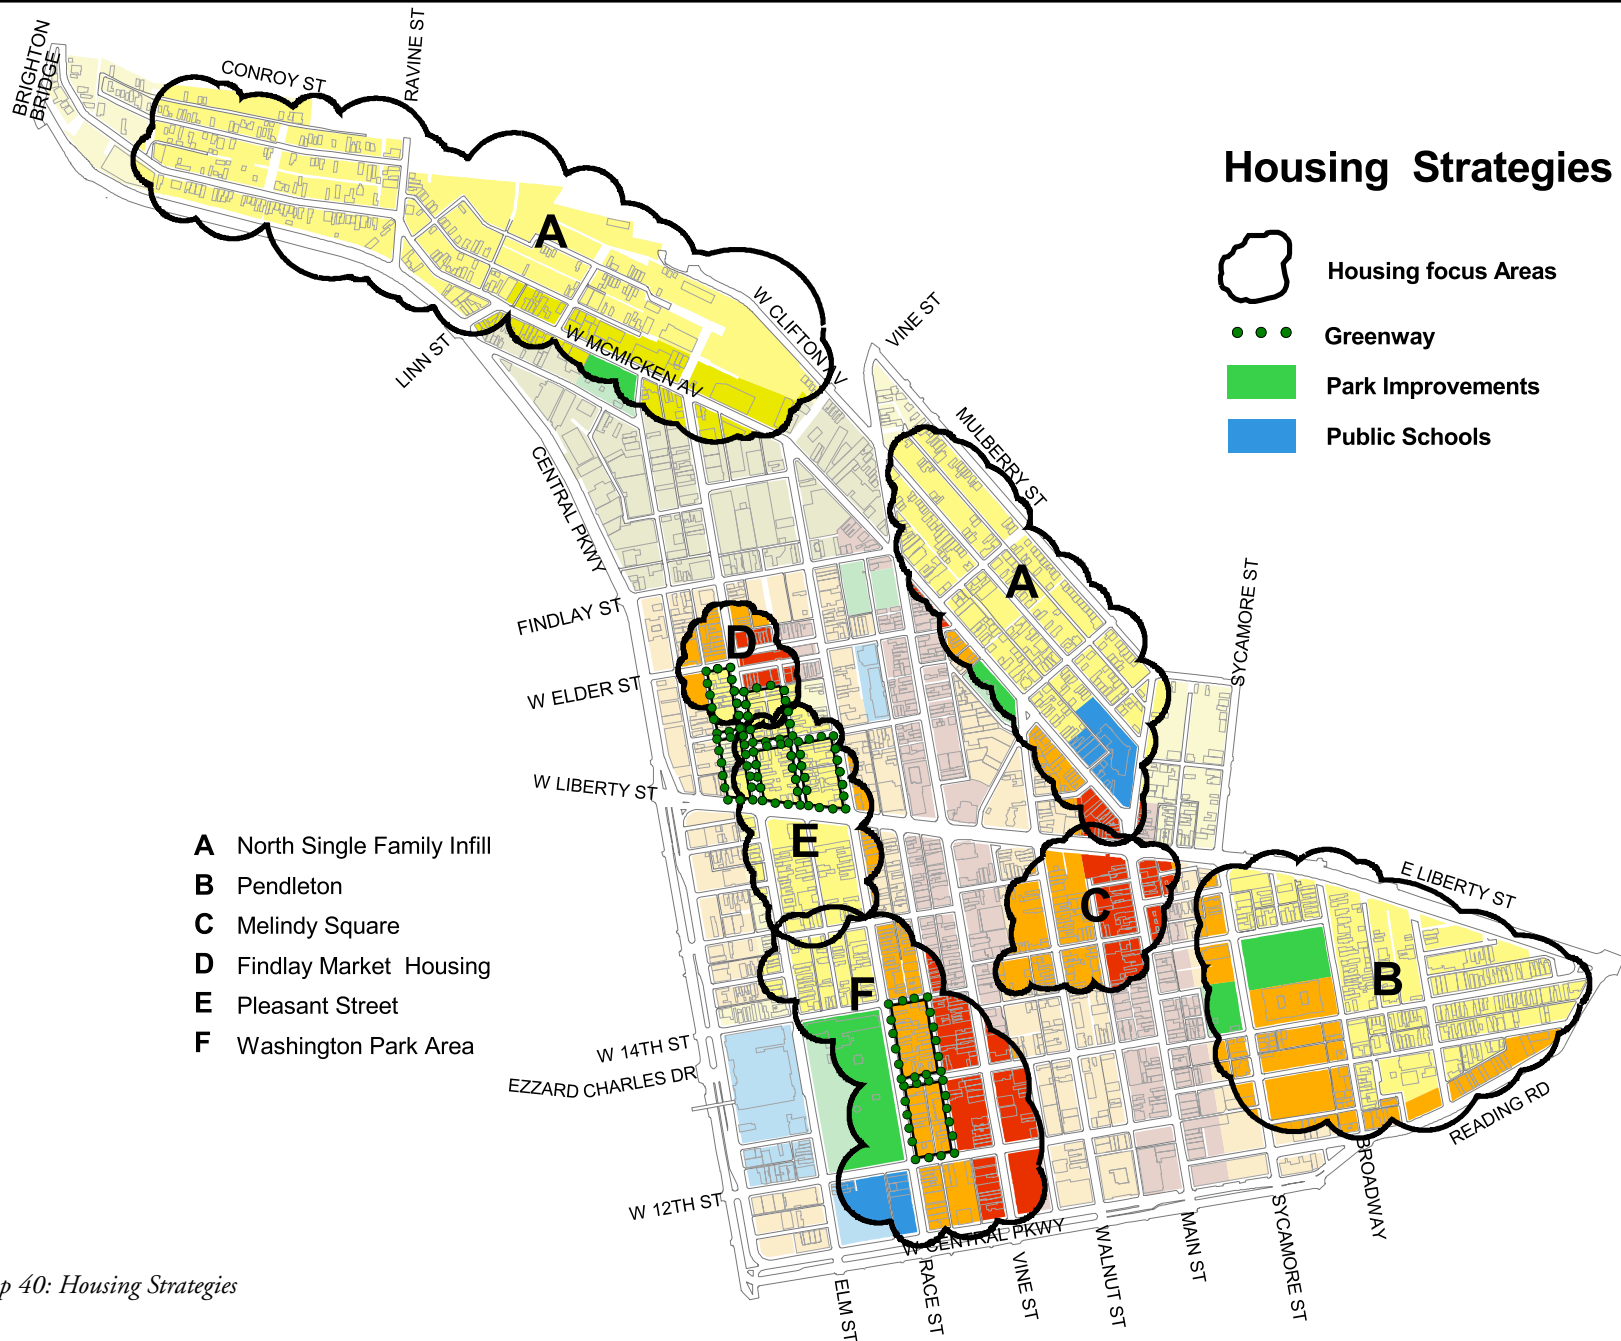 BRIGHTON
BRIDGE
CONROY ST
RAVINE ST
Housing Strategies
A
Housing focus Areas
W CLIFTON AV
VINE ST
Greenway
W MCMICKEN AV
LINN ST
Park Improvements
MULBERRY ST
Public Schools
CENTRAL PKWY
A
SYCAMORE ST
FINDLAY ST
D
W ELDER ST
W LIBERTY ST
E
A North Single Family Infill
B Pendleton
C Melindy Square
D Findlay Market Housing
E Pleasant Street
F Washington Park Area
E LIBERTY ST
C
B
F
W 14TH ST
EZZARD CHARLES DR
READING RD
W 12TH ST
W CENTRAL PKWY
BROADWAY
ELM ST
RACE ST
VINE ST
WALNUT ST
MAIN ST
SYCAMORE ST
p 40: Housing Strategies